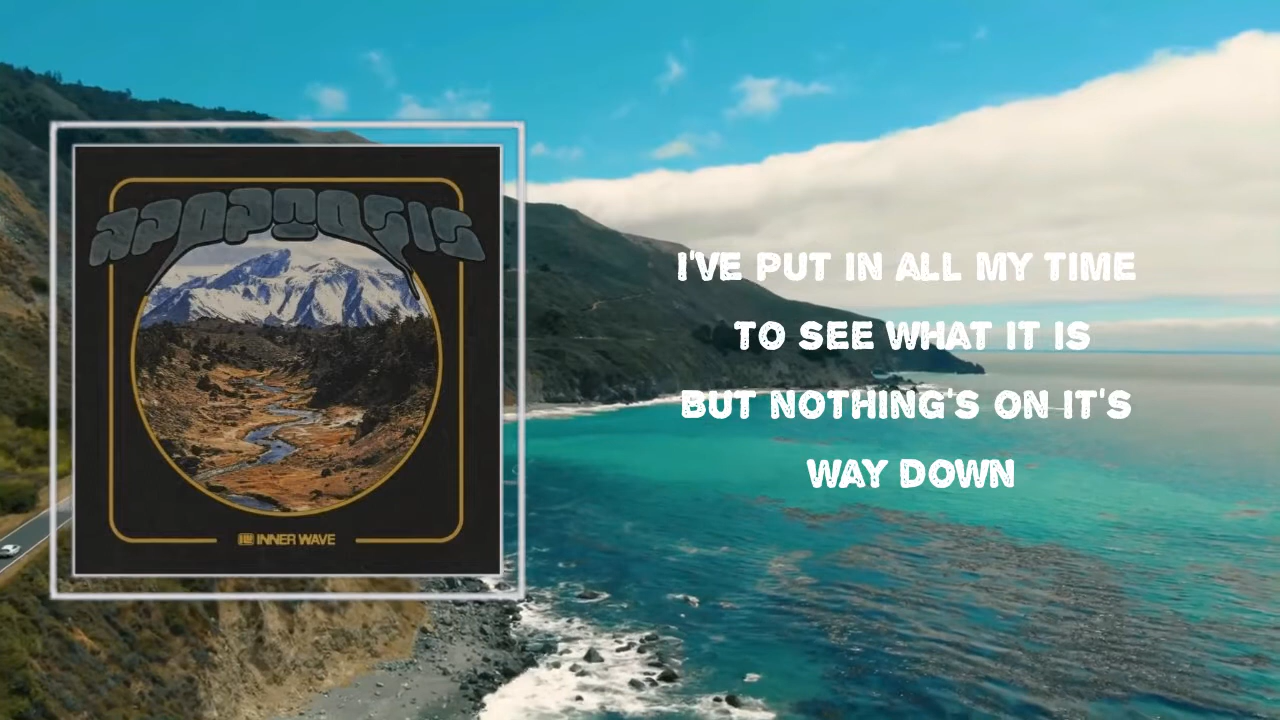 APOPTOSIS
INNER WAVE
I'VE PUT IN ALL MY TIME
TO SEE WHAT IT IS
BUT NOTHING'S ON IT'S
WAY DOWN